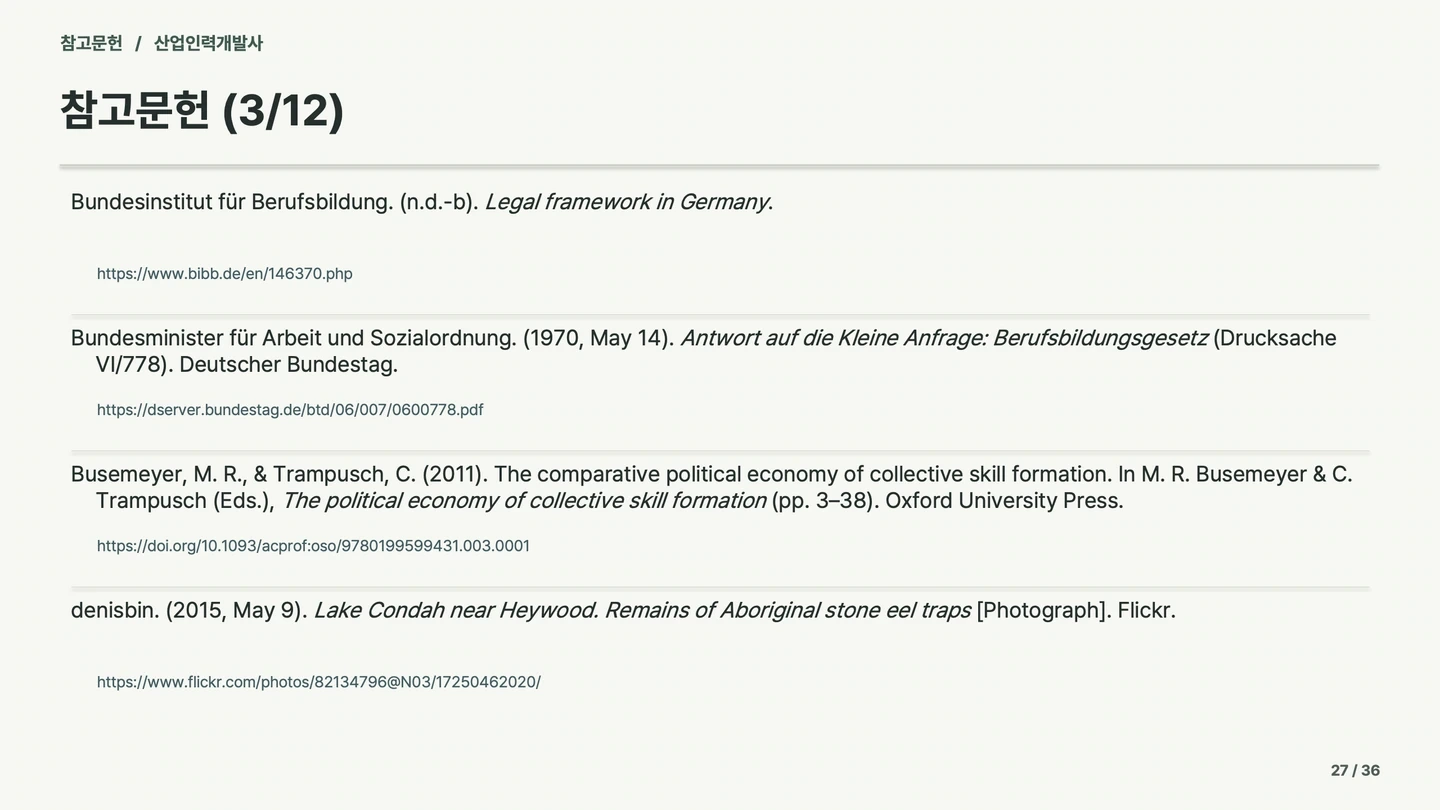 참고문헌 / 산업인력개발사
참고문헌 (3/12)
Bundesinstitut für Berufsbildung. (n.d.-b). Legal framework in Germany.
https://www.bibb.de/en/146370.php
Bundesminister für Arbeit und Sozialordnung. (1970, May 14). Antwort auf die Kleine Anfrage: Berufsbildungsgesetz (Drucksache
VI/778). Deutscher Bundestag.
https://dserver.bundestag.de/btd/06/007/0600778.pdf
Busemeyer, M. R., & Trampusch, C. (2011). The comparative political economy of collective skill formation. In M. R. Busemeyer & C.
Trampusch (Eds.), The political economy of collective skill formation (pp. 3–38). Oxford University Press.
https://doi.org/10.1093/acprof:oso/9780199599431.003.0001
denisbin. (2015, May 9). Lake Condah near Heywood. Remains of Aboriginal stone eel traps [Photograph]. Flickr.
https://www.flickr.com/photos/82134796@N03/17250462020/
27 / 36